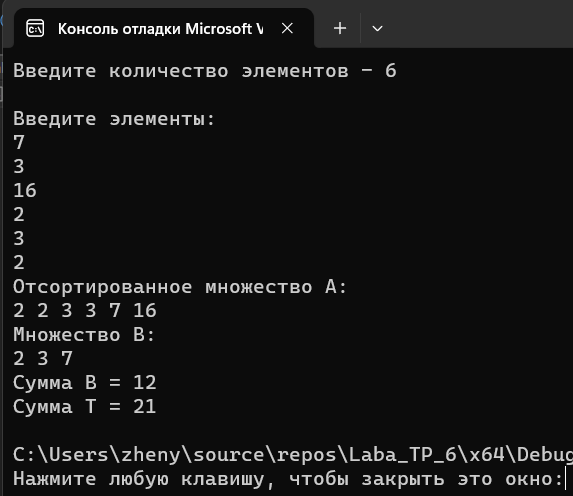 Консоль отладки Microsoft V
Введите количество элементов - 6
Введите элементы:
7
3
16
2
3
2
Отсортированное множество A:
2 2 3 3 7 16
Множество B:
2 3 7
Сумма B = 12
Сумма T = 21
C:\Users\zheny\source\repos\Laba_TP_6\x64\Debug
Нажмите любую клавишу, чтобы закрыть это окно: